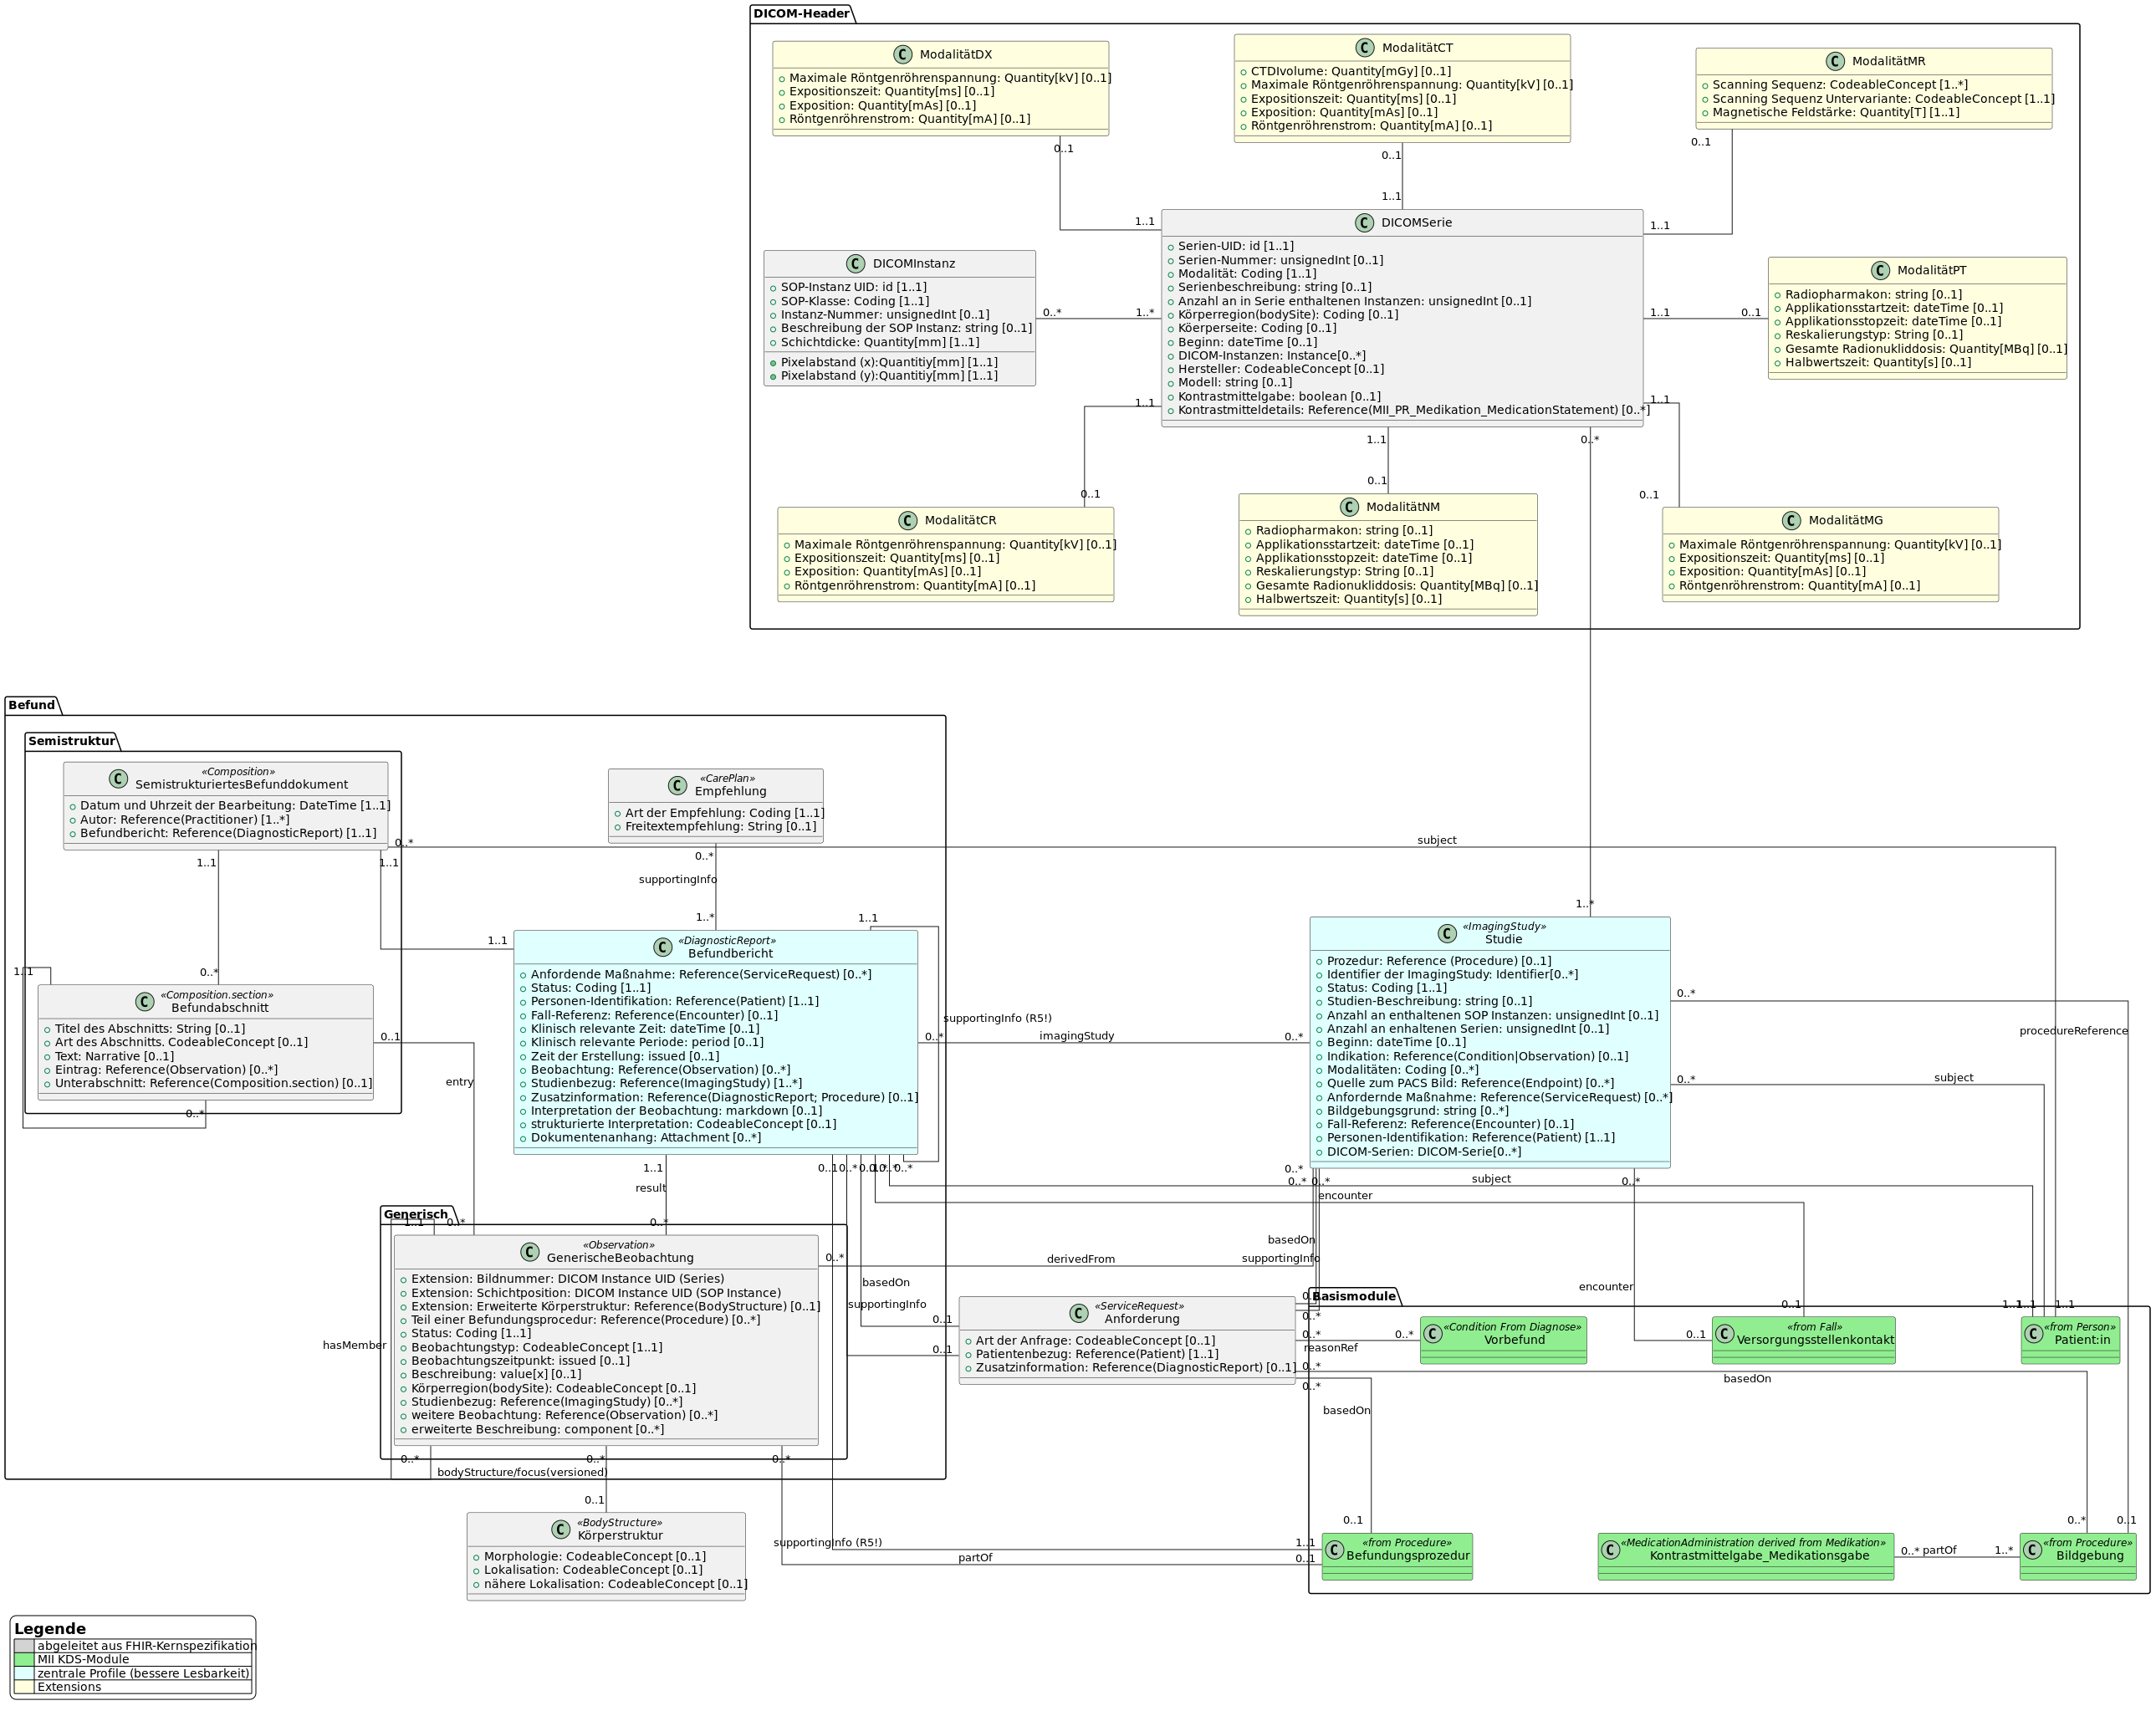 DICOM-Header
ModalitätDX
Maximale Röntgenröhrenspannung: Quantity[kV] [0..1]
Expositionszeit: Quantity[ms] [0..1]
Exposition: Quantity[mAs] [0..1]
Röntgenröhrenstrom: Quantity[mA] [0..1]
ModalitätCT
CTDIvolume: Quantity[mGy] [0..1]
Maximale Röntgenröhrenspannung: Quantity[kV] [0..1]
Expositionszeit: Quantity[ms] [0..1]
Exposition: Quantity[mAs] [0..1]
Röntgenröhrenstrom: Quantity[mA] [0..1]
ModalitätMR
Scanning Sequenz: CodeableConcept [1..*]
Scanning Sequenz Untervariante: CodeableConcept [1..1]
Magnetische Feldstärke: Quantity[T] [1..1]
0..1
0..1
0..1
1..1
1..1
1..1
DICOMSerie
Serien-UID: id [1..1]
Serien-Nummer: unsignedInt [0..1]
Modalität: Coding [1..1]
Serienbeschreibung: string [0..1]
Anzahl an in Serie enthaltenen Instanzen: unsignedInt [0..1]
Körperregion(bodySite): Coding [0..1]
Köerperseite: Coding [0..1]
Beginn: dateTime [0..1]
DICOM-Instanzen: Instance[0..*]
Hersteller: CodeableConcept [0..1]
Modell: string [0..1]
Kontrastmittelgabe: boolean [0..1]
Kontrastmitteldetails: Reference(MII_PR_Medikation_MedicationStatement) [0..*]
DICOMInstanz
SOP-Instanz UID: id [1..1]
SOP-Klasse: Coding [1..1]
Instanz-Nummer: unsignedInt [0..1]
Beschreibung der SOP Instanz: string [0..1]
Schichtdicke: Quantity[mm] [1..1]
Pixelabstand (x):Quantitiy[mm] [1..1]
Pixelabstand (y):Quantitiy[mm] [1..1]
0..*
1..*
1..1
0..1
ModalitätPT
Radiopharmakon: string [0..1]
Applikationsstartzeit: dateTime [0..1]
Applikationsstopzeit: dateTime [0..1]
Reskalierungstyp: String [0..1]
Gesamte Radionukliddosis: Quantity[MBq] [0..1]
Halbwertszeit: Quantity[s] [0..1]
1..1
1..1
1..1
0..*
0..1
0..1
0..1
ModalitätCR
Maximale Röntgenröhrenspannung: Quantity[kV] [0..1]
Expositionszeit: Quantity[ms] [0..1]
Exposition: Quantity[mAs] [0..1]
Röntgenröhrenstrom: Quantity[mA] [0..1]
ModalitätNM
Radiopharmakon: string [0..1]
Applikationsstartzeit: dateTime [0..1]
Applikationsstopzeit: dateTime [0..1]
Reskalierungstyp: String [0..1]
Gesamte Radionukliddosis: Quantity[MBq] [0..1]
Halbwertszeit: Quantity[s] [0..1]
ModalitätMG
Maximale Röntgenröhrenspannung: Quantity[kV] [0..1]
Expositionszeit: Quantity[ms] [0..1]
Exposition: Quantity[mAs] [0..1]
Röntgenröhrenstrom: Quantity[mA] [0..1]
Befund
Semistruktur
«Composition»
SemistrukturiertesBefunddokument
Datum und Uhrzeit der Bearbeitung: DateTime [1..1]
Autor: Reference(Practitioner) [1..*]
Befundbericht: Reference(DiagnosticReport) [1..1]
«CarePlan»
Empfehlung
Art der Empfehlung: Coding [1..1]
Freitextempfehlung: String [0..1]
0..*
subject
1..1
1..1
0..*
supportingInfo
1..*
1..1
1..1
1..*
0..*
1..1
«Composition.section»
Befundabschnitt
Titel des Abschnitts: String [0..1]
Art des Abschnitts. CodeableConcept [0..1]
Text: Narrative [0..1]
Eintrag: Reference(Observation) [0..*]
Unterabschnitt: Reference(Composition.section) [0..1]
0..*
0..1
entry
«DiagnosticReport»
Befundbericht
Anfordende Maßnahme: Reference(ServiceRequest) [0..*]
Status: Coding [1..1]
Personen-Identifikation: Reference(Patient) [1..1]
Fall-Referenz: Reference(Encounter) [0..1]
Klinisch relevante Zeit: dateTime [0..1]
Klinisch relevante Periode: period [0..1]
Zeit der Erstellung: issued [0..1]
Beobachtung: Reference(Observation) [0..*]
Studienbezug: Reference(ImagingStudy) [1..*]
Zusatzinformation: Reference(DiagnosticReport; Procedure) [0..1]
Interpretation der Beobachtung: markdown [0..1]
strukturierte Interpretation: CodeableConcept [0..1]
Dokumentenanhang: Attachment [0..*]
supportingInfo (R5!)
0..*
imagingStudy
0..*
«ImagingStudy»
Studie
Prozedur: Reference (Procedure) [0..1]
Identifier der ImagingStudy: Identifier[0..*]
Status: Coding [1..1]
Studien-Beschreibung: string [0..1]
Anzahl an enthaltenen SOP Instanzen: unsignedInt [0..1]
Anzahl an enhaltenen Serien: unsignedInt [0..1]
Beginn: dateTime [0..1]
Indikation: Reference(Condition|Observation) [0..1]
Modalitäten: Coding [0..*]
Quelle zum PACS Bild: Reference(Endpoint) [0..*]
Anfordernde Maßnahme: Reference(ServiceRequest) [0..*]
Bildgebungsgrund: string [0..*]
Fall-Referenz: Reference(Encounter) [0..1]
Personen-Identifikation: Reference(Patient) [1..1]
DICOM-Serien: DICOM-Serie[0..*]
0..*
procedureReference
0..*
subject
1..1
result
0..*
0..1
0..*
0..*
0..*
0..*
0..*
0..*
subject
encounter
Generisch
1..1
0..*
«Observation»
GenerischeBeobachtung
Extension: Bildnummer: DICOM Instance UID (Series)
Extension: Schichtposition: DICOM Instance UID (SOP Instance)
Extension: Erweiterte Körperstruktur: Reference(BodyStructure) [0..1]
Teil einer Befundungsprocedur: Reference(Procedure) [0..*]
Status: Coding [1..1]
Beobachtungstyp: CodeableConcept [1..1]
Beobachtungszeitpunkt: issued [0..1]
Beschreibung: value[x] [0..1]
Körperregion(bodySite): CodeableConcept [0..1]
Studienbezug: Reference(ImagingStudy) [0..*]
weitere Beobachtung: Reference(Observation) [0..*]
erweiterte Beschreibung: component [0..*]
hasMember
0..*
derivedFrom
basedOn
supportingInfo
basedOn
supportingInfo
encounter
0..1
0..1
«ServiceRequest»
Anforderung
Art der Anfrage: CodeableConcept [0..1]
Patientenbezug: Reference(Patient) [1..1]
Zusatzinformation: Reference(DiagnosticReport) [0..1]
0..*
0..*
0..*
reasonRef
0..*
0..*
basedOn
basedOn
Basismodule
«Condition From Diagnose»
Vorbefund
0..1
0..1
«from Fall»
Versorgungsstellenkontakt
1..1
«from Person»
Patient:in
0..*
0..*
0..*
bodyStructure/focus(versioned)
0..1
«BodyStructure»
Körperstruktur
Morphologie: CodeableConcept [0..1]
Lokalisation: CodeableConcept [0..1]
nähere Lokalisation: CodeableConcept [0..1]
supportingInfo (R5!)
partOf
1..1
0..1
0..1
«from Procedure»
Befundungsprozedur
«MedicationAdministration derived from Medikation»
Kontrastmittelgabe_Medikationsgabe
0..*
partOf
1..*
0..*
0..1
«from Procedure»
Bildgebung
Legende
abgeleitet aus FHIR-Kernspezifikation
MII KDS-Module
zentrale Profile (bessere Lesbarkeit)
Extensions